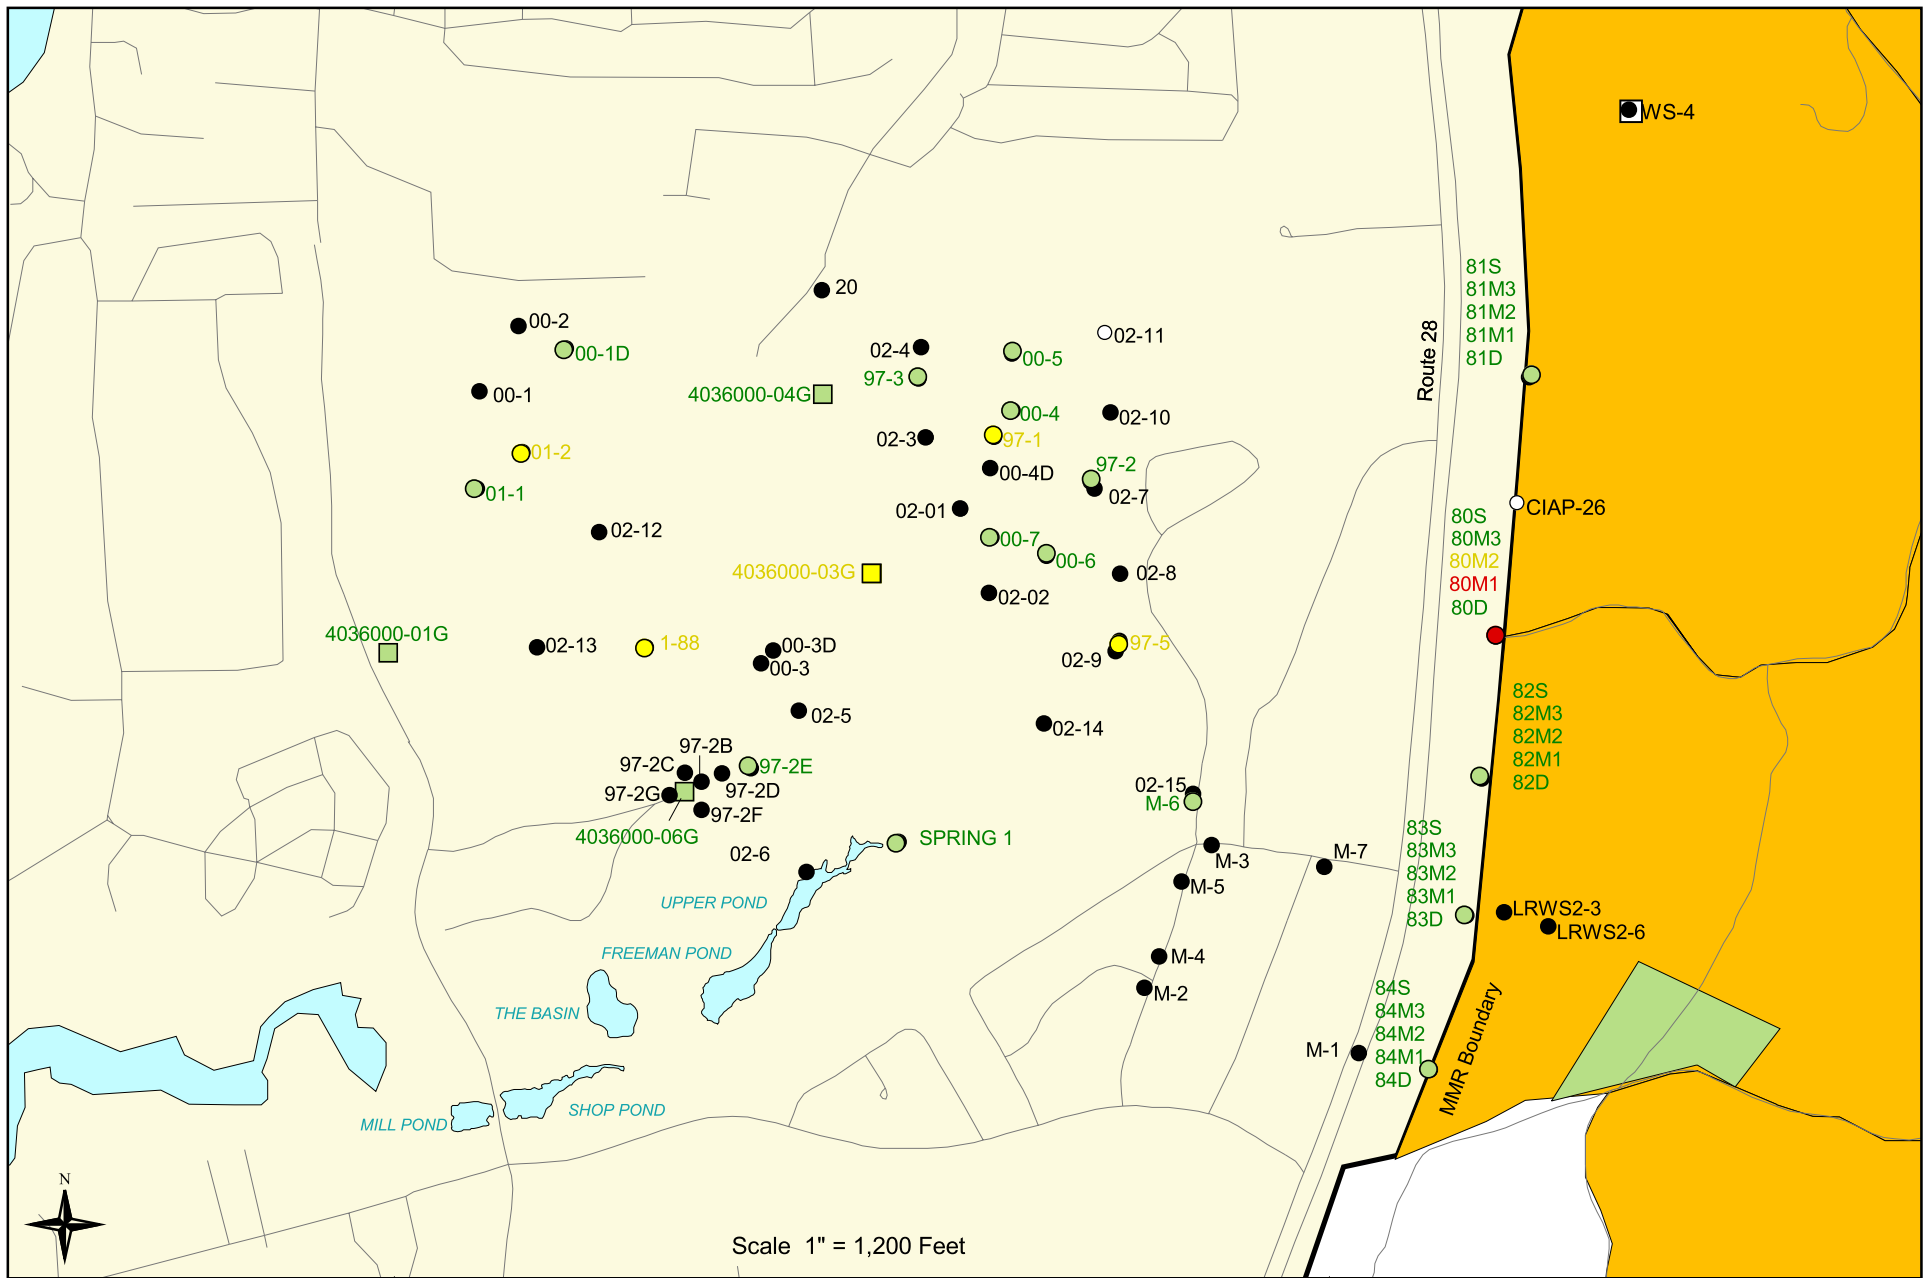 WS-4
81S
81M3
81M2
81M1
81D
20
00-2
00-1D
02-4
00-5
02-11
Route 28
97-3
00-1
4036000-04G
00-4
02-10
02-3
97-1
01-2
00-4D
97-2
01-1
02-7
02-01
CIAP-26
80S
80M3
80M2
80M1
80D
02-12
00-7
00-6
4036000-03G
02-8
02-02
4036000-01G
02-13
1-88
00-3D
00-3
97-5
02-9
82S
82M3
82M2
82M1
82D
02-5
02-14
97-2B
97-2C
97-2E
97-2G
97-2D
97-2F
02-15
M-6
4036000-06G
SPRING 1
02-6
83S
83M3
83M2
83M1
83D
M-3
M-7
M-5
UPPER POND
LRWS2-3
LRWS2-6
FREEMAN POND
M-4
M-2
THE BASIN
84S
84M3
84M2
84M1
84D
M-1
MMR Boundary
SHOP POND
MILL POND
N
Scale 1" = 1,200 Feet